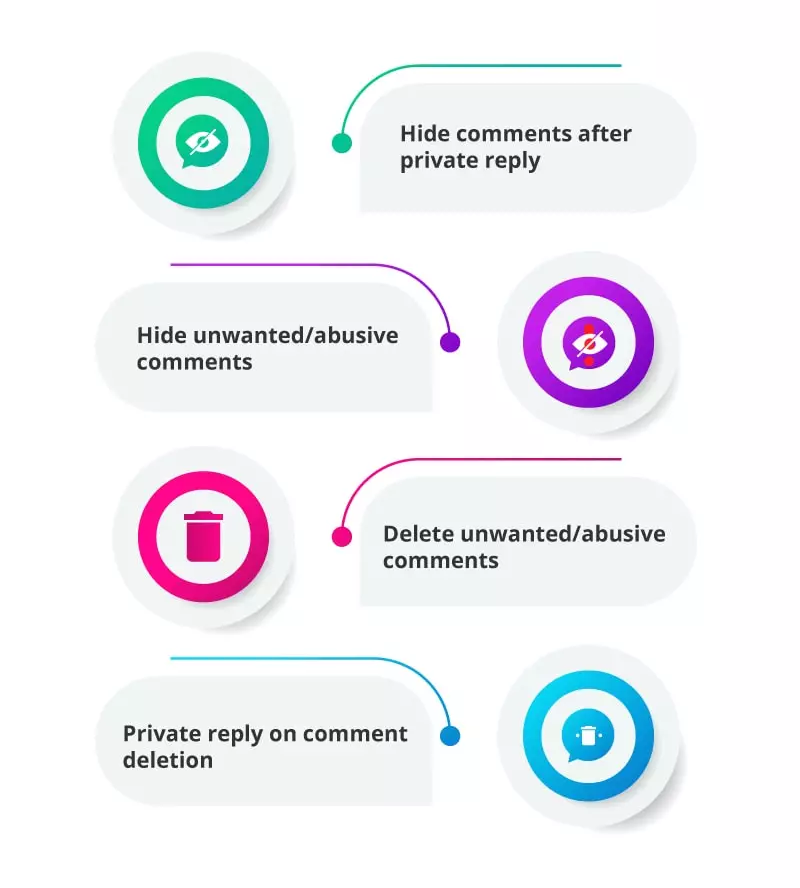 Hide comments after
private reply
Hide unwanted/abusive
comments
Delete unwanted/abusive
comments
Private reply on comment
deletion